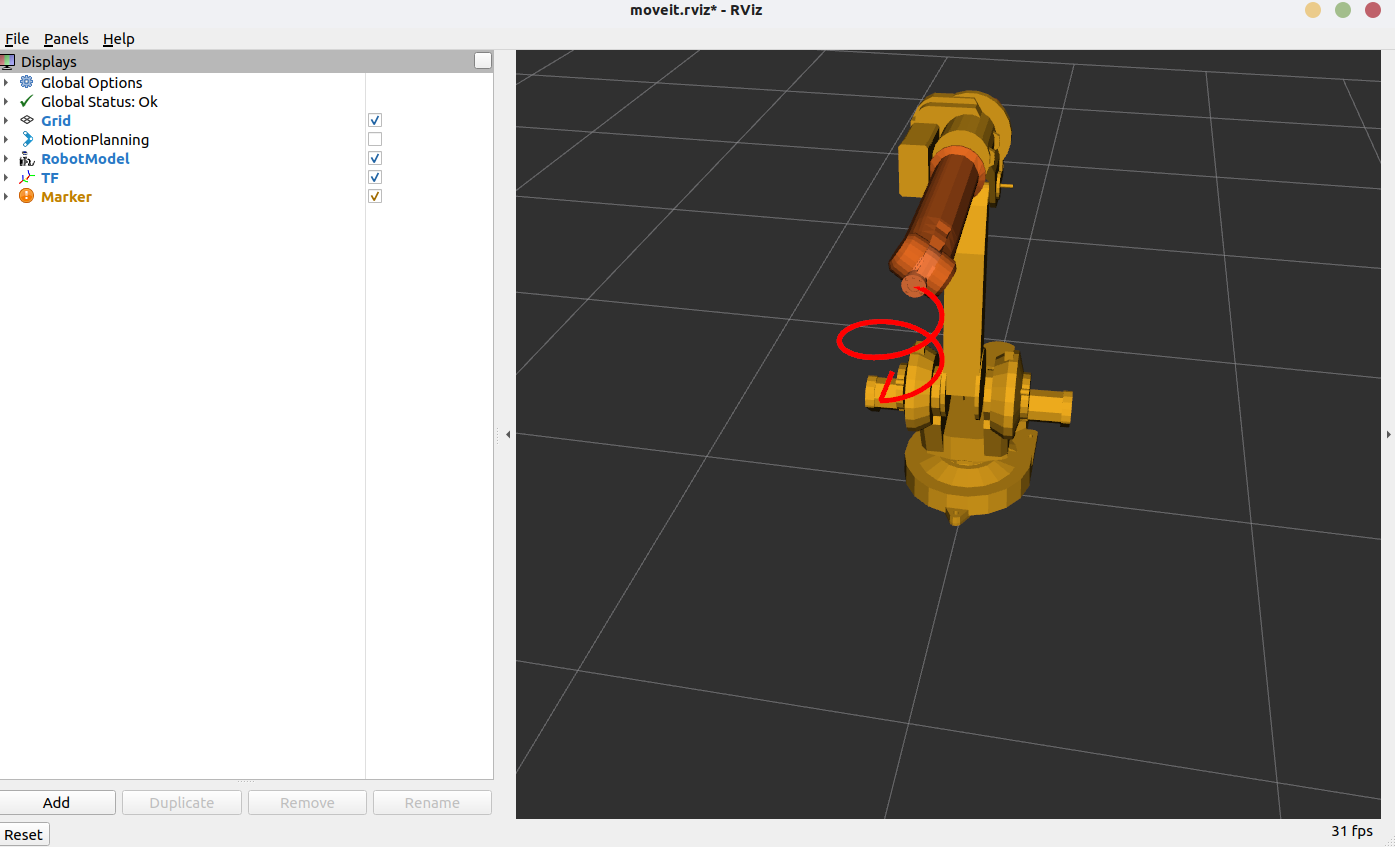 moveit.rviz* - RViz
File Panels Help
Displays
Global Options
Global Status: Ok
Grid
MotionPlanning
RobotModel
TF
Marker
Add Duplicate Remove Rename
Reset
31 fps